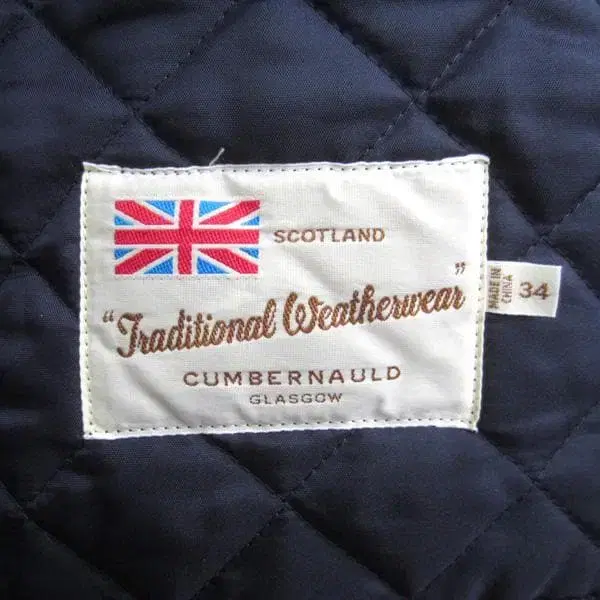 SCOTLAND
"Traditional Weatherwear"
CUMBERNAULD
GLASGOW
MADE IN
CHINA
34